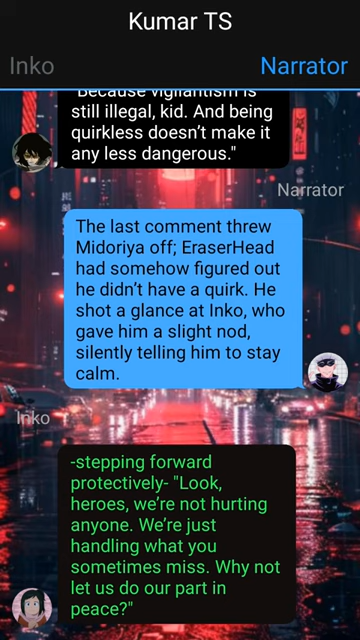 Kumar TS
Inko
Narrator
"Because vigilantism is
still illegal, kid. And being
quirkless doesn't make it
any less dangerous."
Narrator
The last comment threw
Midoriya off; EraserHead
had somehow figured out
he didn't have a quirk. He
shot a glance at Inko, who
gave him a slight nod,
silently telling him to stay
calm.
Inko
-stepping forward
protectively- "Look,
heroes, we're not hurting
anyone. We're just
handling what you
sometimes miss. Why not
let us do our part in
peace?"